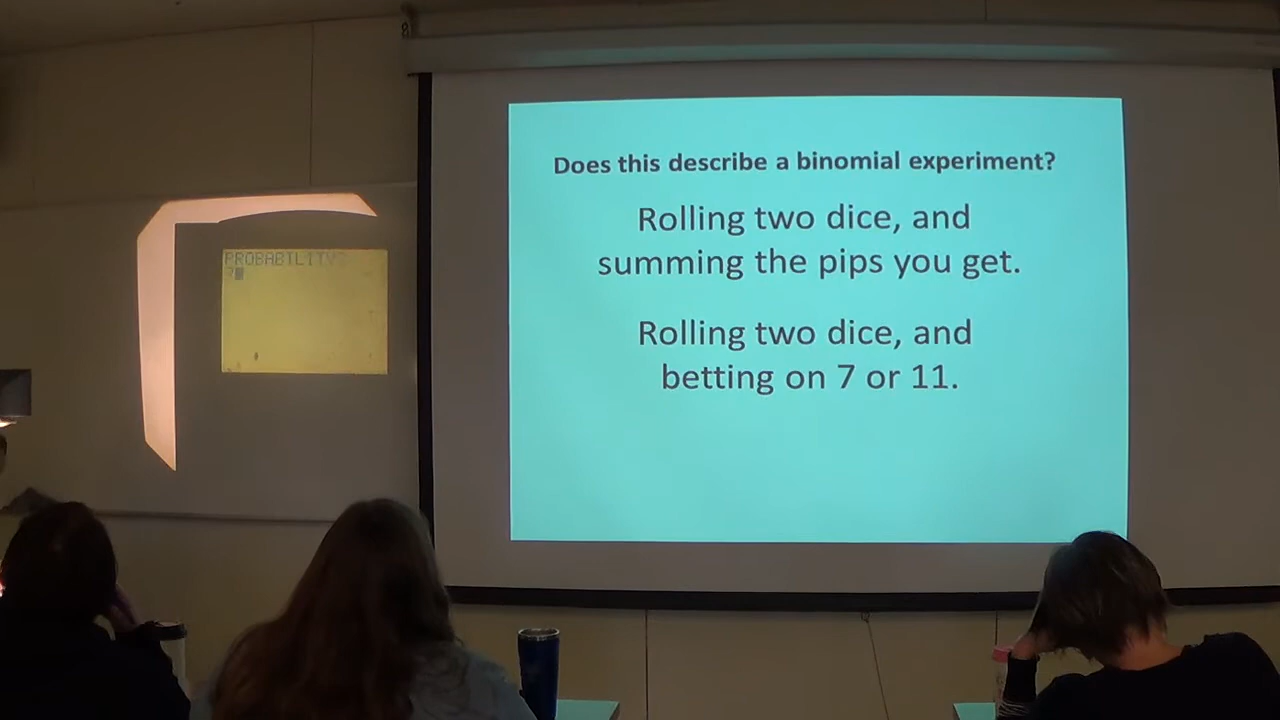 PROBABILITY?
?
Does this describe a binomial experiment?
Rolling two dice, and
summing the pips you get.
Rolling two dice, and
betting on 7 or 11.